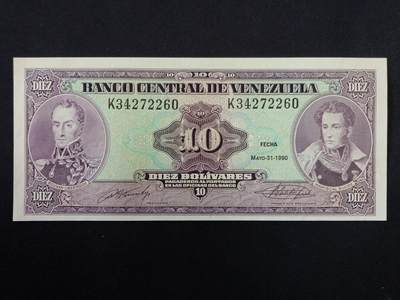 DIEZ 10 DIEZ
BANCO CENTRAL DE VENEZUELA
K34272260 K34272260
10
FECHA
MAYO-31-1990
DIEZ BOLIVARES
PAGADEROS AL PORTADOR
EN LAS OFICINAS DEL BANCO
DIEZ 10 DIEZ